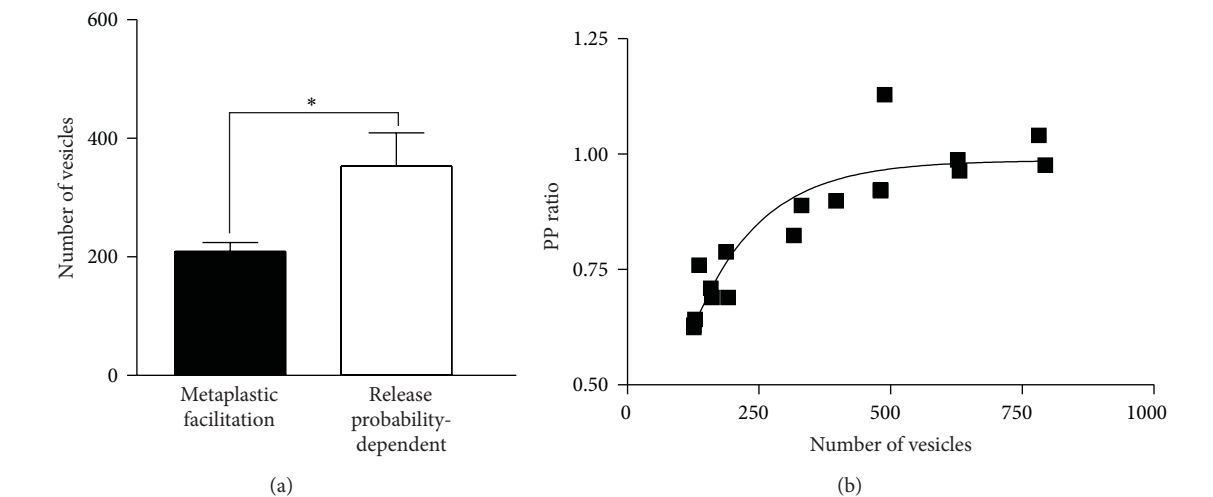 600
400
200
0
Number of vesicles
*
Metaplastic
facilitation
Release
probability-
dependent
(a)
1.25
1.00
0.75
0.50
PP ratio
0
250
500
750
1000
Number of vesicles
(b)